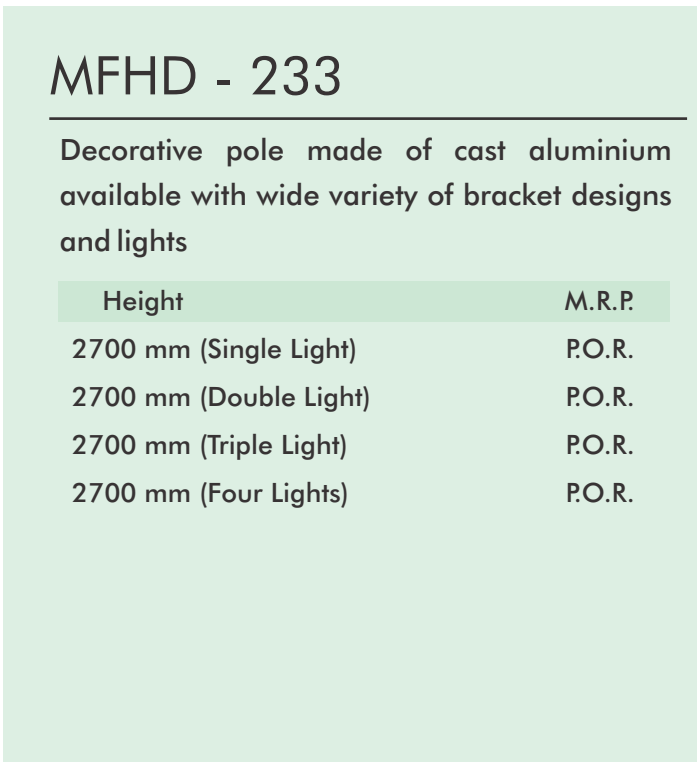 MFHD - 233
Decorative pole made of cast aluminium
available with wide variety of bracket designs
and lights
Height M.R.P.
2700 mm (Single Light) P.O.R.
2700 mm (Double Light) P.O.R.
2700 mm (Triple Light) P.O.R.
2700 mm (Four Lights) P.O.R.